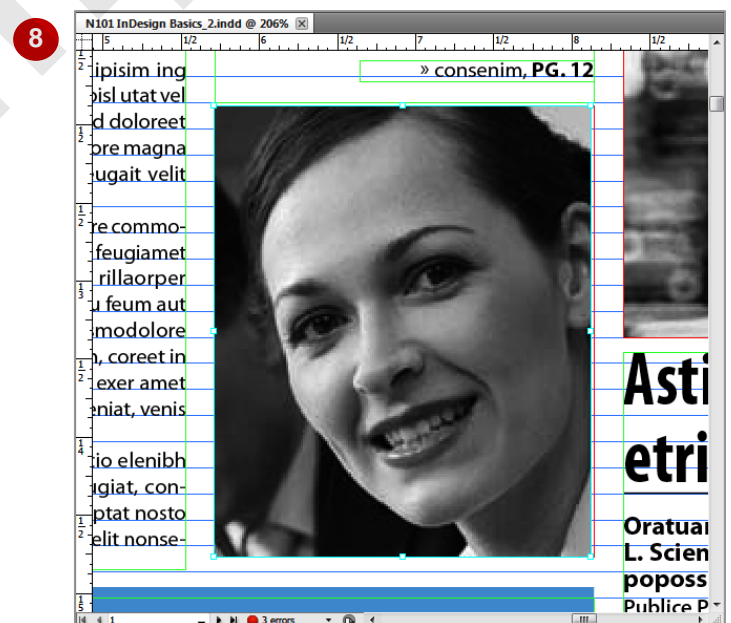 8
N101 InDesign Basics_2.indd @ 206%
5 1/2 6 1/2 7 1/2 8 1/2
ipisim ing
oisl utat vel
d doloreet
ore magna
ugait velit
re commo-
feugiamet
rillaorper
u feum aut
modolore
n, coreet in
exer amet
eniat, venis
tio elenibh
ugiat, con-
ptat nosto
elit nonse-
» consenim, PG. 12
Asti
etri
Oratuar
L. Scien
poposs
Publice P
1
3 errors